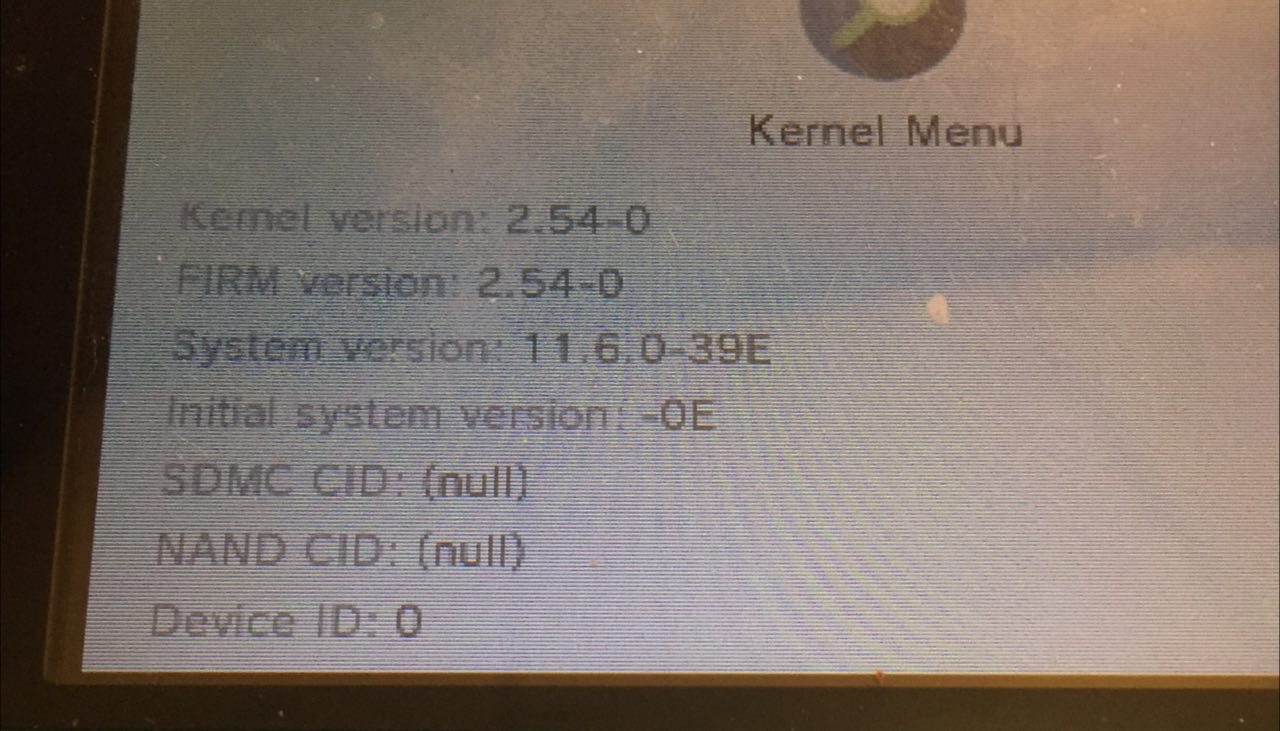 Kernel Menu
Kernel version: 2.54-0
FIRM version: 2.54-0
System version: 11.6.0-39E
Initial system version: -0E
SDMC CID: (null)
NAND CID: (null)
Device ID: 0